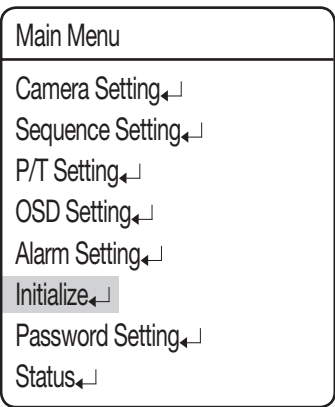 Main Menu
Camera Setting↵
Sequence Setting↵
P/T Setting↵
OSD Setting↵
Alarm Setting↵
Initialize↵
Password Setting↵
Status↵